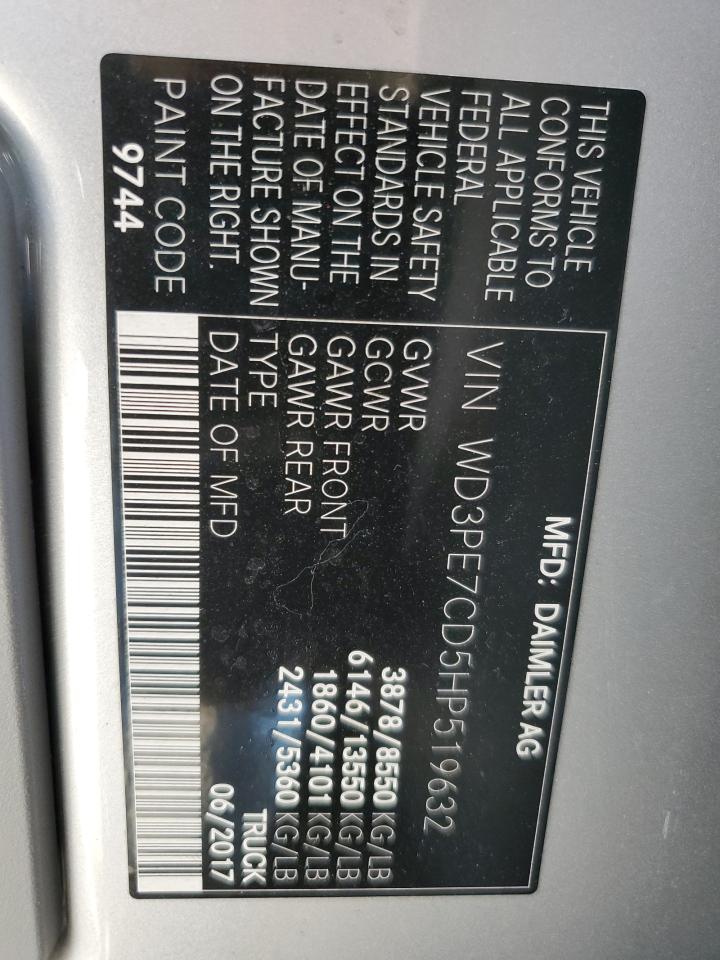 MFD: DAIMLER AG
THIS VEHICLE
CONFORMS TO
ALL APPLICABLE
FEDERAL
VEHICLE SAFETY
STANDARDS IN
EFFECT ON THE
DATE OF MANU-
FACTURE SHOWN
ON THE RIGHT.
PAINT CODE
9744
VIN WD3PE7CD5HP519632
GVWR 3878/8550 KG/LB
GCWR 6146/13550 KG/LB
GAWR FRONT 1860/4101 KG/LB
GAWR REAR 2431/5360 KG/LB
TYPE TRUCK
DATE OF MFD 06/2017